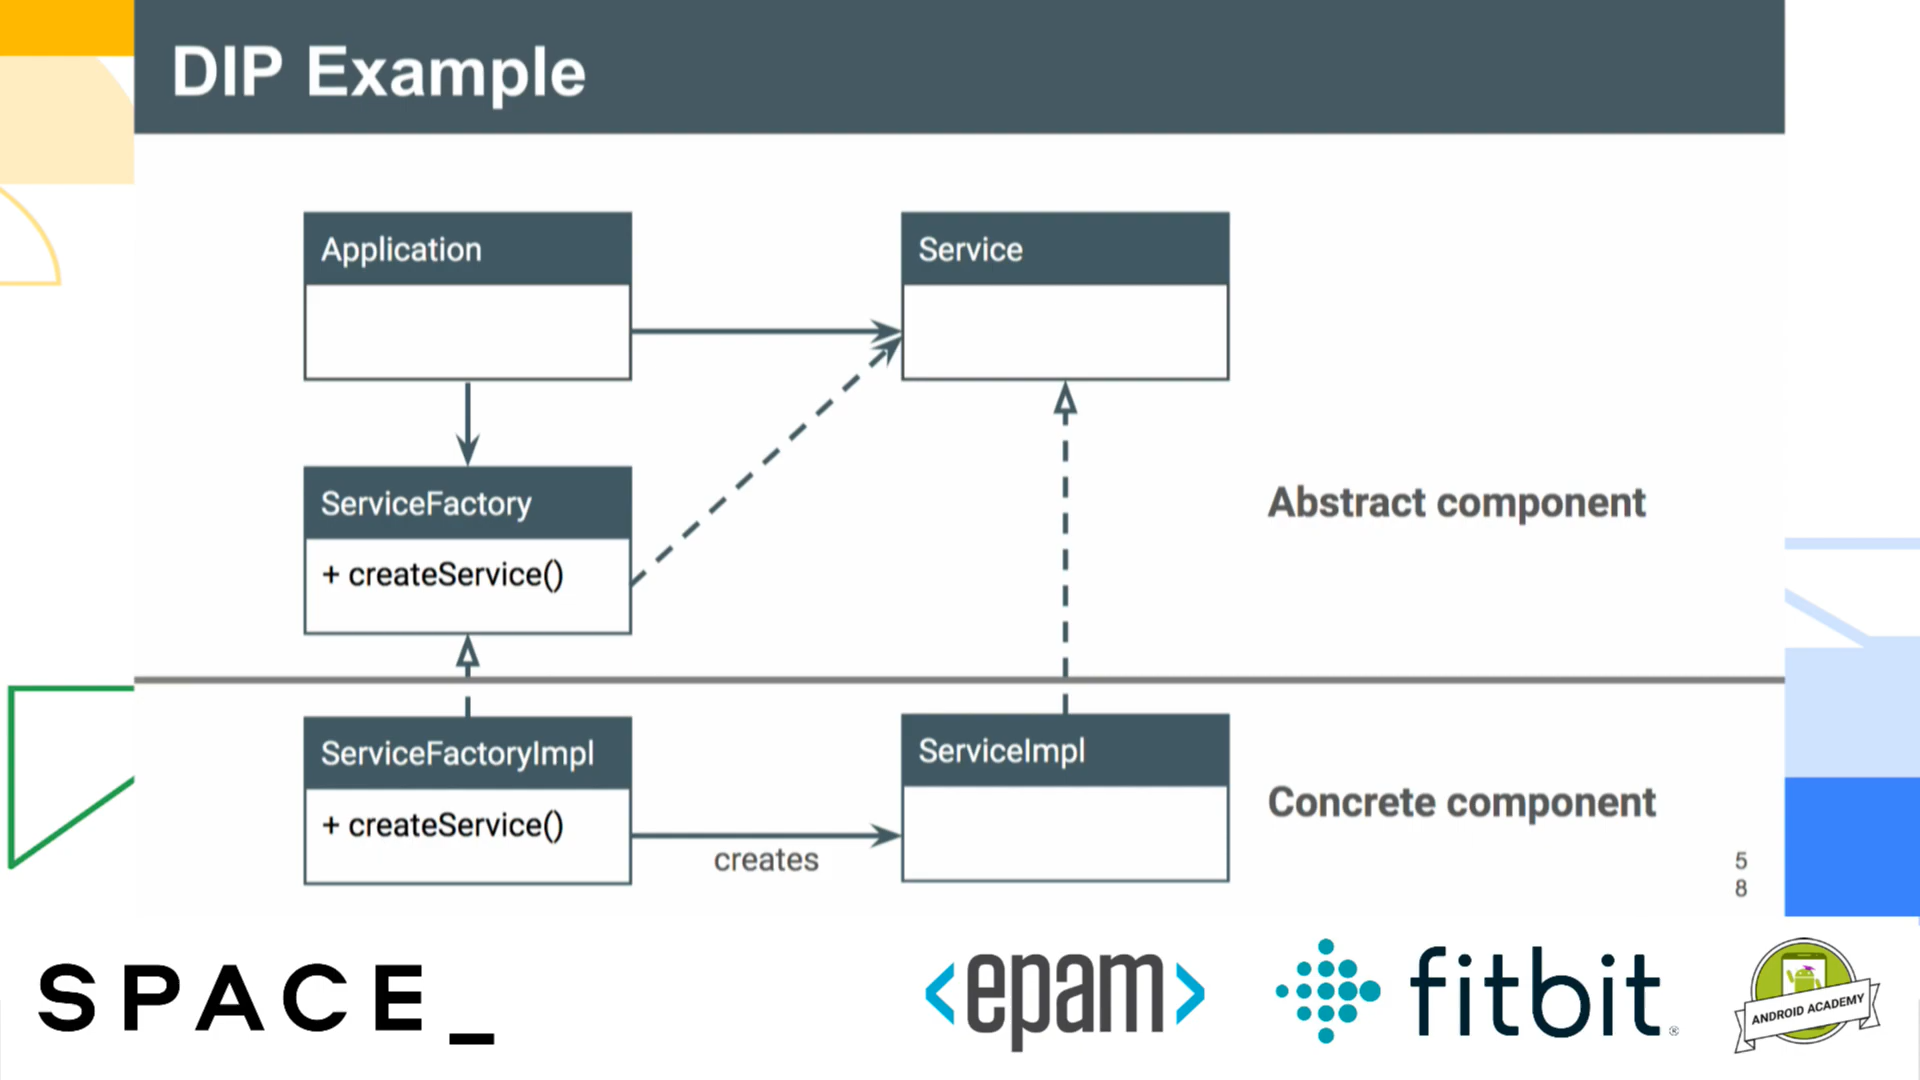 DIP Example
Application
Service
ServiceFactory
+ createService()
Abstract component
ServiceFactoryImpl
+ createService()
creates
ServiceImpl
Concrete component
5
8
SPACE_
<epam>
fitbit®
ANDROID ACADEMY